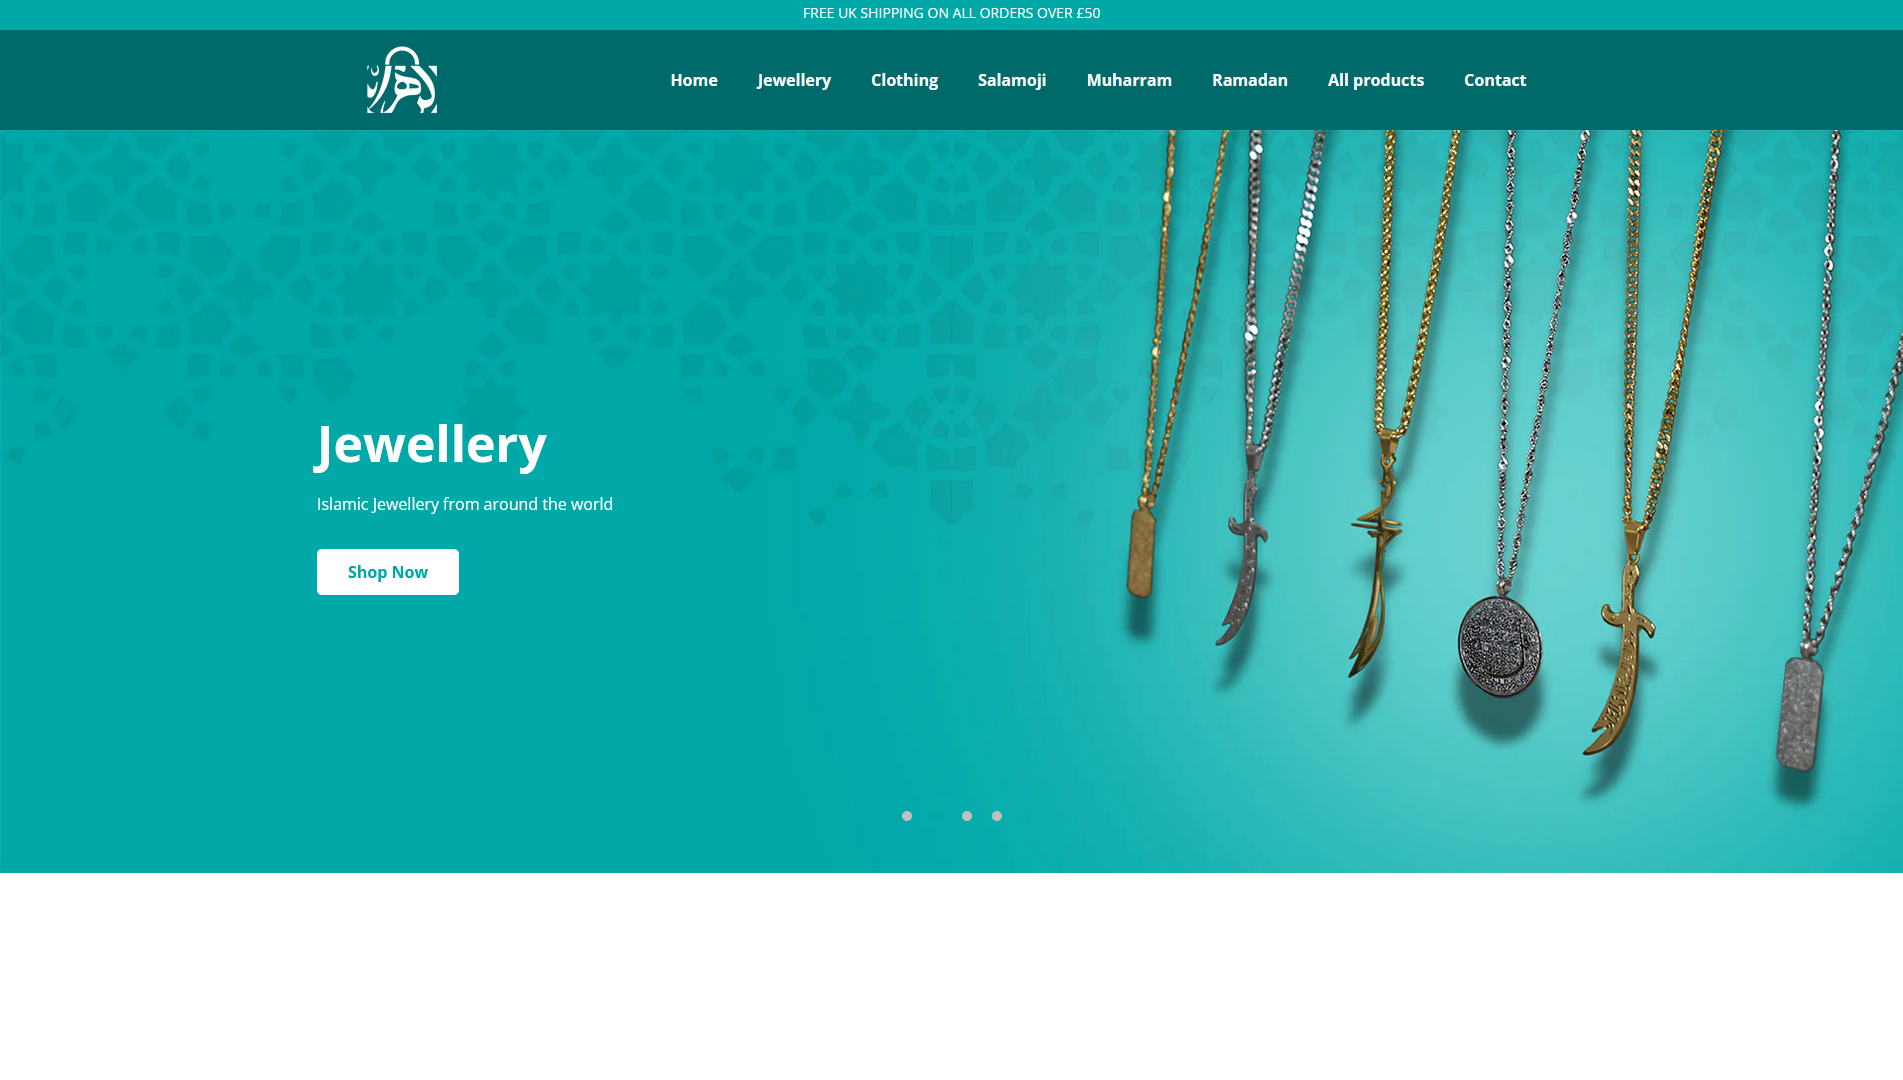 FREE UK SHIPPING ON ALL ORDERS OVER £50
Home
Jewellery
Clothing
Salamoji
Muharram
Ramadan
All products
Contact
Jewellery
Islamic Jewellery from around the world
Shop Now